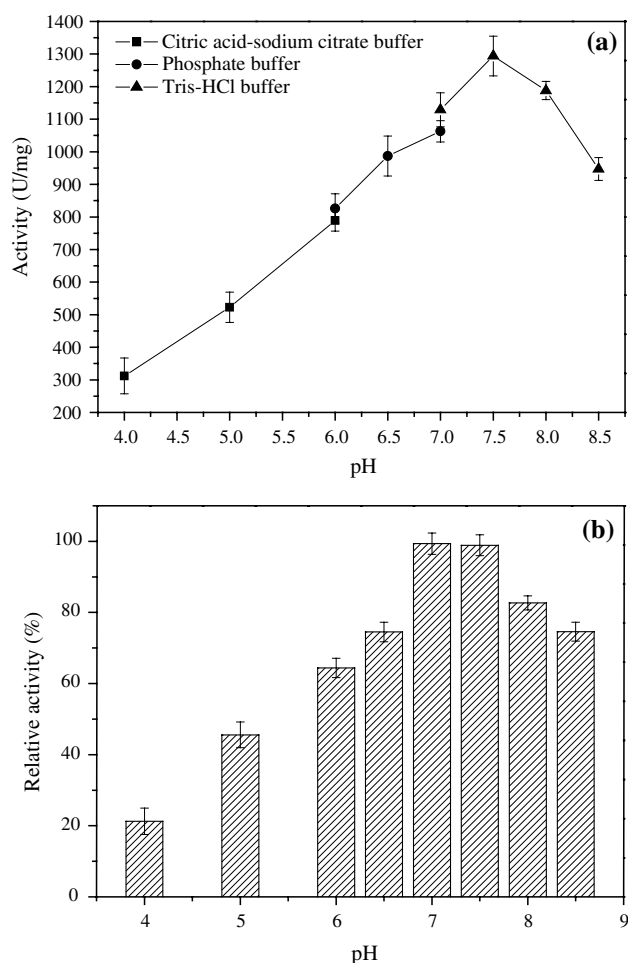 (a)
Citric acid-sodium citrate buffer
Phosphate buffer
Tris-HCl buffer
Activity (U/mg)
1400
1300
1200
1100
1000
900
800
700
600
500
400
300
200
4.0 4.5 5.0 5.5 6.0 6.5 7.0 7.5 8.0 8.5
pH
(b)
Relative activity (%)
100
80
60
40
20
0
4 5 6 7 8 9
pH